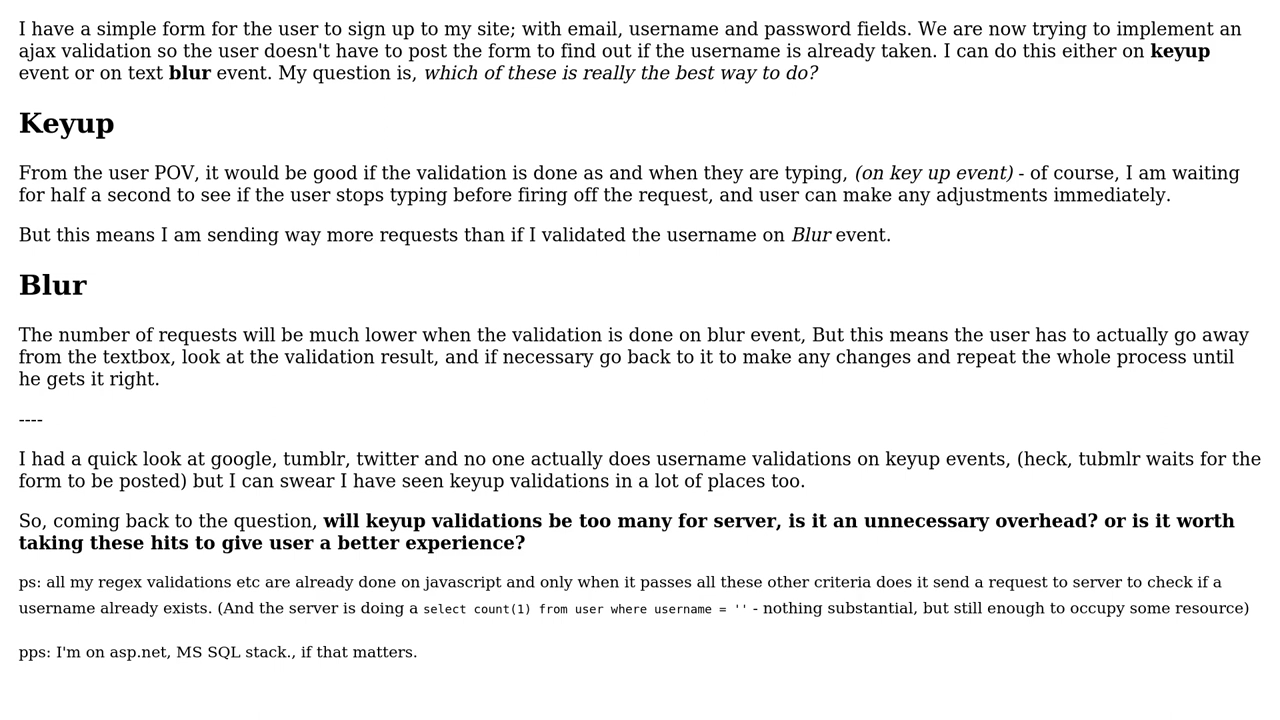 I have a simple form for the user to sign up to my site; with email, username and password fields. We are now trying to implement an
ajax validation so the user doesn't have to post the form to find out if the username is already taken. I can do this either on keyup
event or on text blur event. My question is, which of these is really the best way to do?
Keyup
From the user POV, it would be good if the validation is done as and when they are typing, (on key up event) - of course, I am waiting
for half a second to see if the user stops typing before firing off the request, and user can make any adjustments immediately.
But this means I am sending way more requests than if I validated the username on Blur event.
Blur
The number of requests will be much lower when the validation is done on blur event, But this means the user has to actually go away
from the textbox, look at the validation result, and if necessary go back to it to make any changes and repeat the whole process until
he gets it right.
----
I had a quick look at google, tumblr, twitter and no one actually does username validations on keyup events, (heck, tubmlr waits for the
form to be posted) but I can swear I have seen keyup validations in a lot of places too.
So, coming back to the question, will keyup validations be too many for server, is it an unnecessary overhead? or is it worth
taking these hits to give user a better experience?
ps: all my regex validations etc are already done on javascript and only when it passes all these other criteria does it send a request to server to check if a
username already exists. (And the server is doing a select count(1) from user where username = '' - nothing substantial, but still enough to occupy some resource)
pps: I'm on asp.net, MS SQL stack., if that matters.